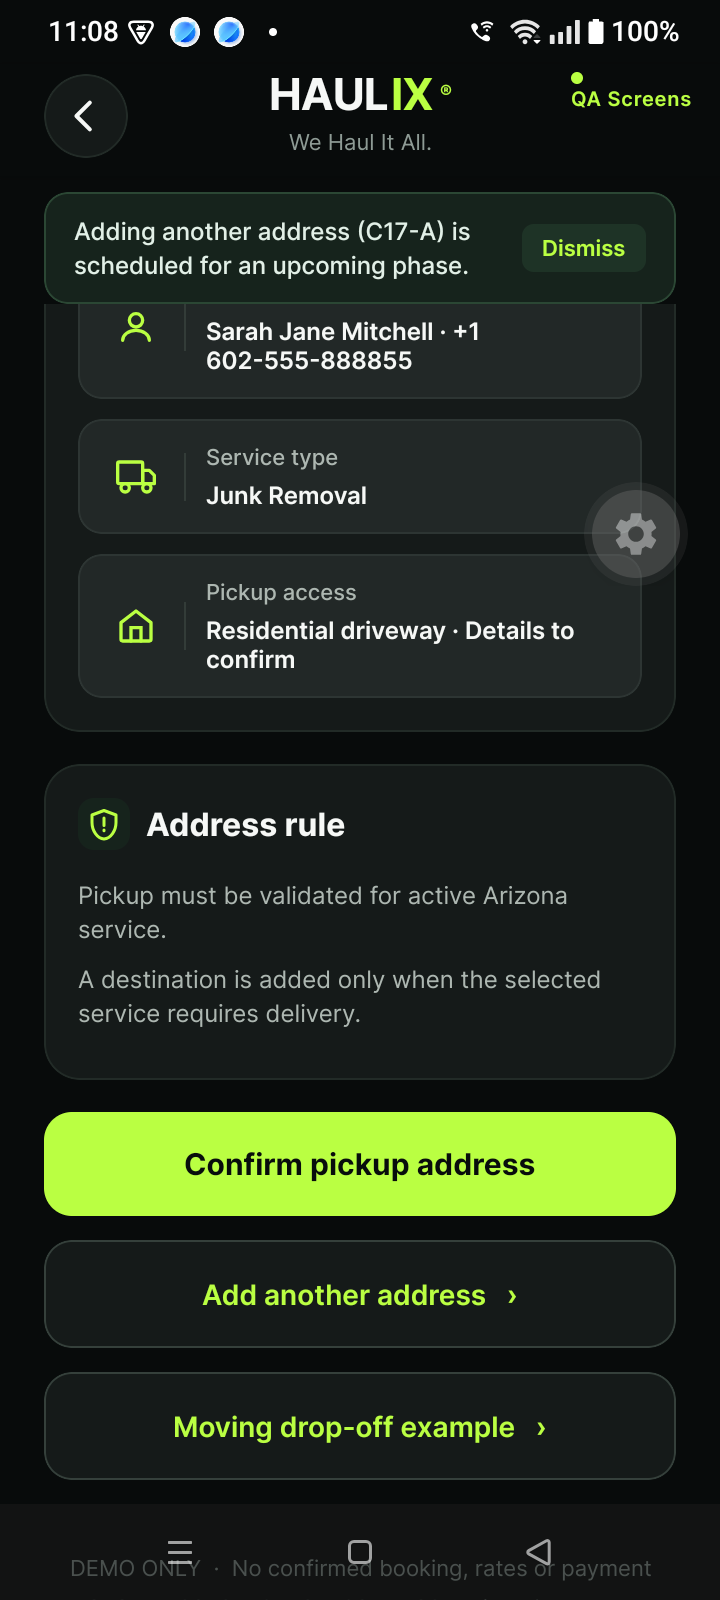 11:08
100%
HAULIX ®
QA Screens
We Haul It All.
Adding another address (C17-A) is
scheduled for an upcoming phase.
Dismiss
Sarah Jane Mitchell · +1
602-555-888855
Service type
Junk Removal
Pickup access
Residential driveway · Details to
confirm
Address rule
Pickup must be validated for active Arizona
service.
A destination is added only when the selected
service requires delivery.
Confirm pickup address
Add another address ›
Moving drop-off example ›
DEMO ONLY · No confirmed booking, rates or payment